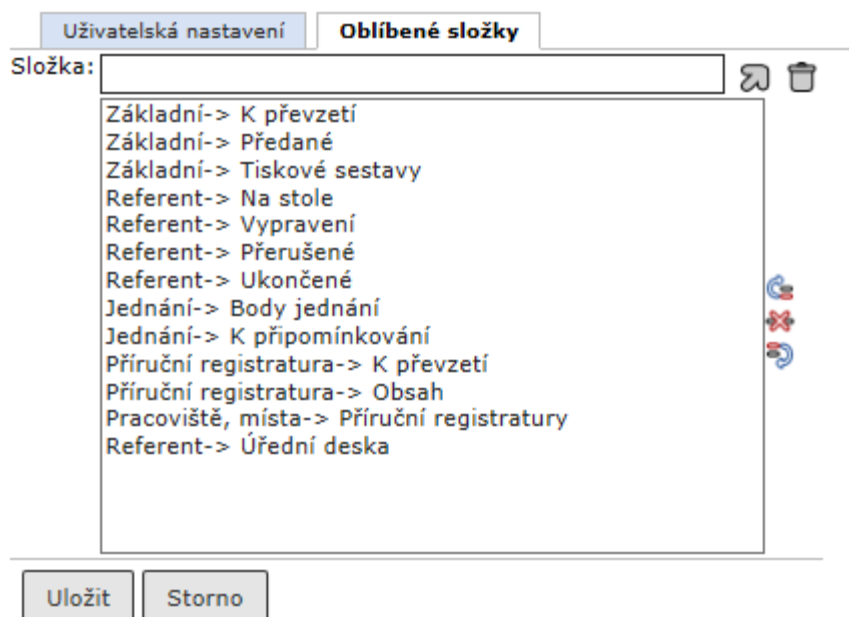 Uživatelská nastavení Oblíbené složky
Složka:
Základní-> K převzetí
Základní-> Předané
Základní-> Tiskové sestavy
Referent-> Na stole
Referent-> Vypravení
Referent-> Přerušené
Referent-> Ukončené
Jednání-> Body jednání
Jednání-> K připomínkování
Příruční registratura-> K převzetí
Příruční registratura-> Obsah
Pracoviště, místa-> Příruční registratury
Referent-> Úřední deska
Uložit Storno